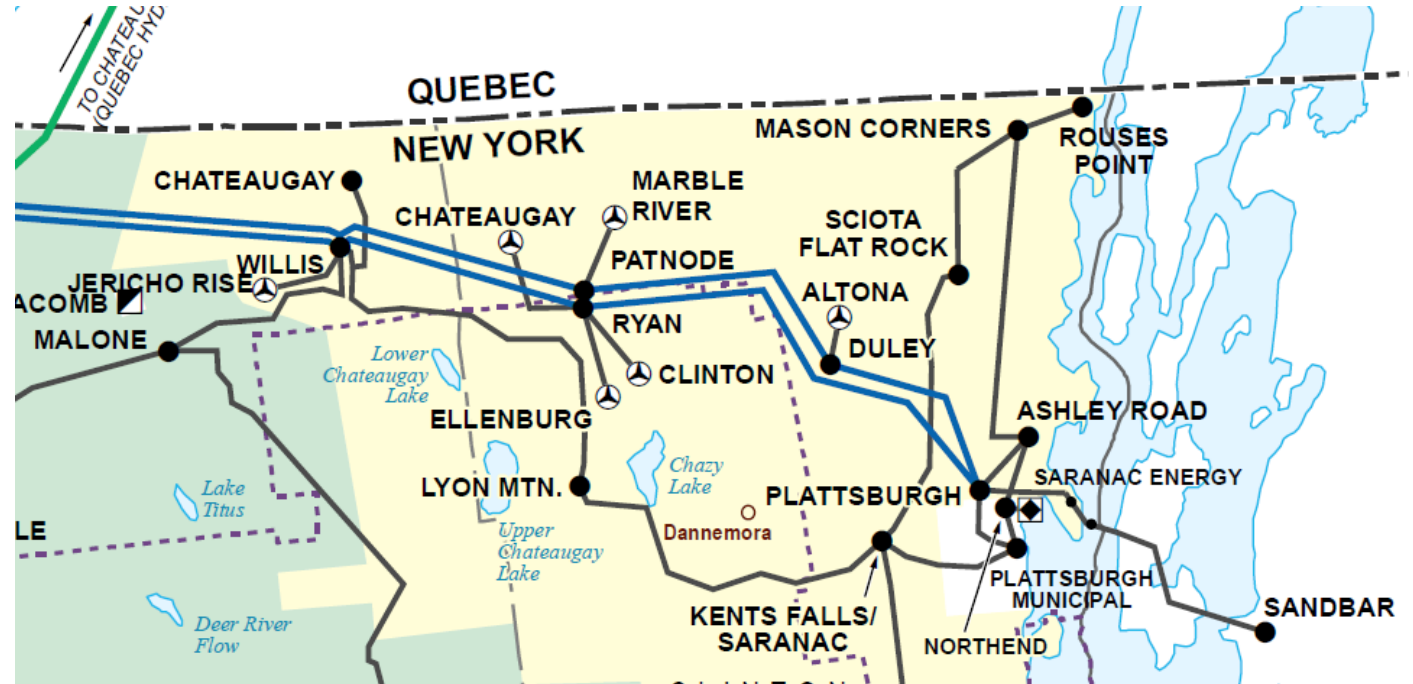 TO CHATEAU
QUEBEC HYD
QUEBEC
NEW YORK
MASON CORNERS
ROUSES
POINT
CHATEAUGAY
MARBLE
RIVER
CHATEAUGAY
SCIOTA
FLAT ROCK
WILLIS
PATNODE
JERICHO RISE
ALTONA
ACOMB
RYAN
MALONE
DULEY
Lower
Chateaugay
Lake
CLINTON
ELLENBURG
ASHLEY ROAD
Chazy
Lake
SARANAC ENERGY
LYON MTN.
PLATTSBURGH
Lake
Titus
Dannemora
LE
Upper
Chateaugay
Lake
PLATTSBURGH
MUNICIPAL
KENTS FALLS/
SARANAC
SANDBAR
Deer River
Flow
NORTHEND